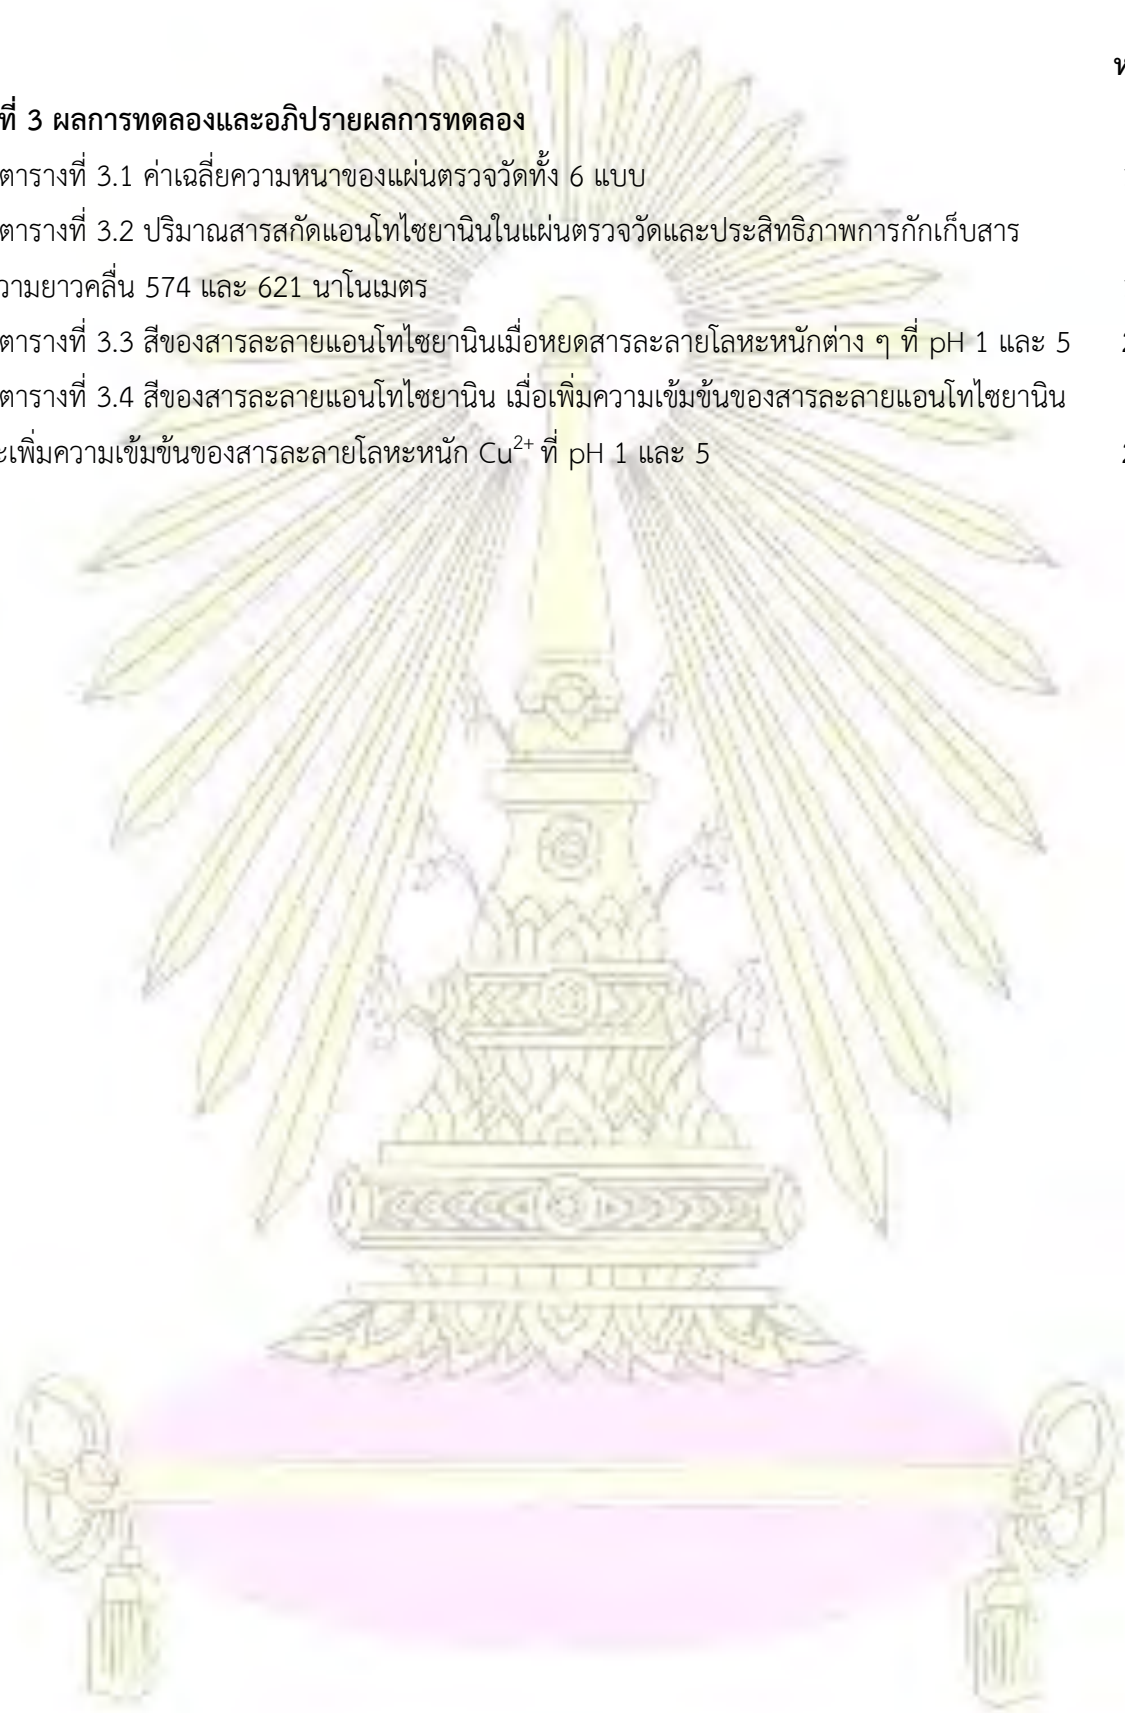 ห
ที่ 3 ผลการทดลองและอภิปรายผลการทดลอง
ตารางที่ 3.1 ค่าเฉลี่ยความหนาของแผ่นตรวจวัดทั้ง 6 แบบ
ตารางที่ 3.2 ปริมาณสารสกัดแอนโทไซยานินในแผ่นตรวจวัดและประสิทธิภาพการกักเก็บสาร
วามยาวคลื่น 574 และ 621 นาโนเมตร
ตารางที่ 3.3 สีของสารละลายแอนโทไซยานินเมื่อหยดสารละลายโลหะหนักต่าง ๆ ที่ pH 1 และ 5 2
ตารางที่ 3.4 สีของสารละลายแอนโทไซยานิน เมื่อเพิ่มความเข้มข้นของสารละลายแอนโทไซยานิน
ะเพิ่มความเข้มข้นของสารละลายโลหะหนัก Cu²⁺ ที่ pH 1 และ 5 2